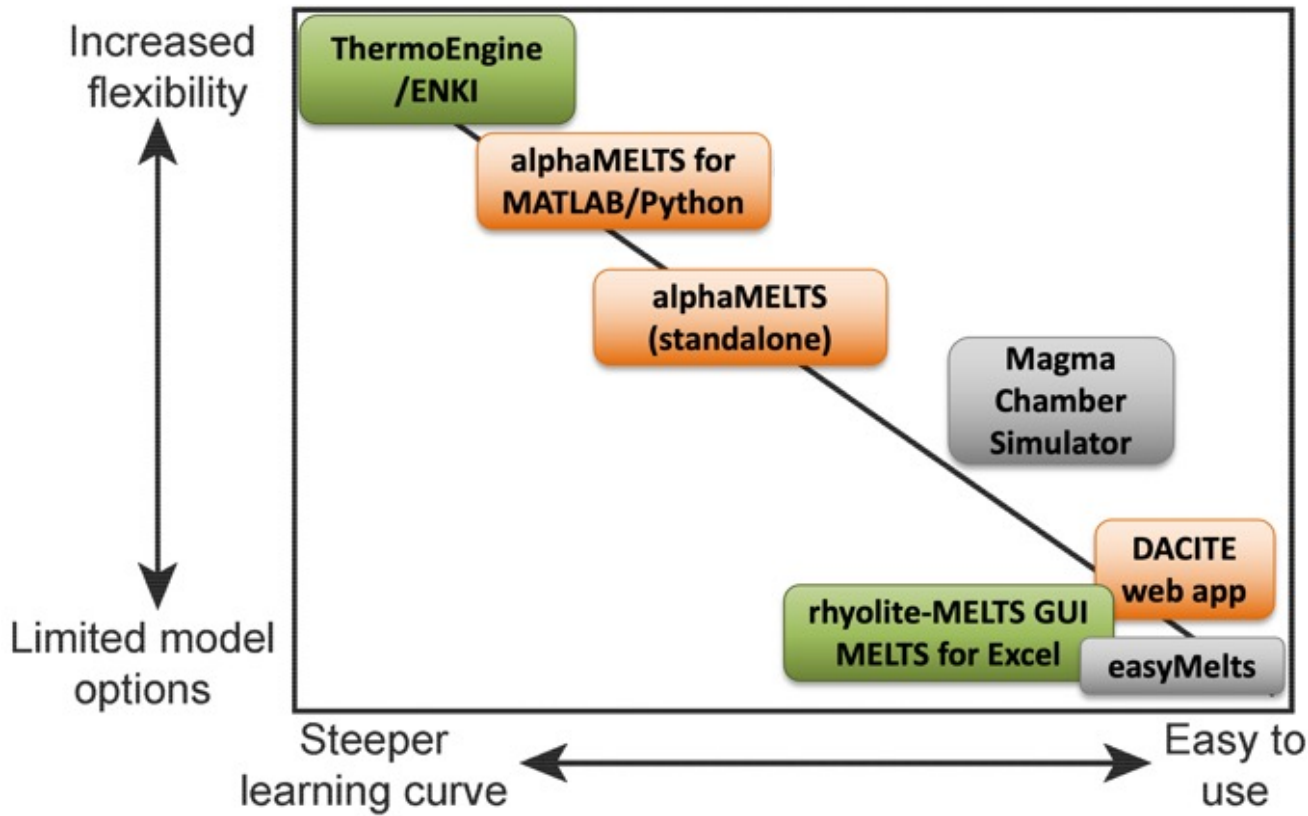 Increased
flexibility
Limited model
options
ThermoEngine
/ENKI
alphaMELTS for
MATLAB/Python
alphaMELTS
(standalone)
Magma
Chamber
Simulator
DACITE
web app
rhyolite-MELTS GUI
MELTS for Excel
easyMelts
Steeper
learning curve
Easy to
use